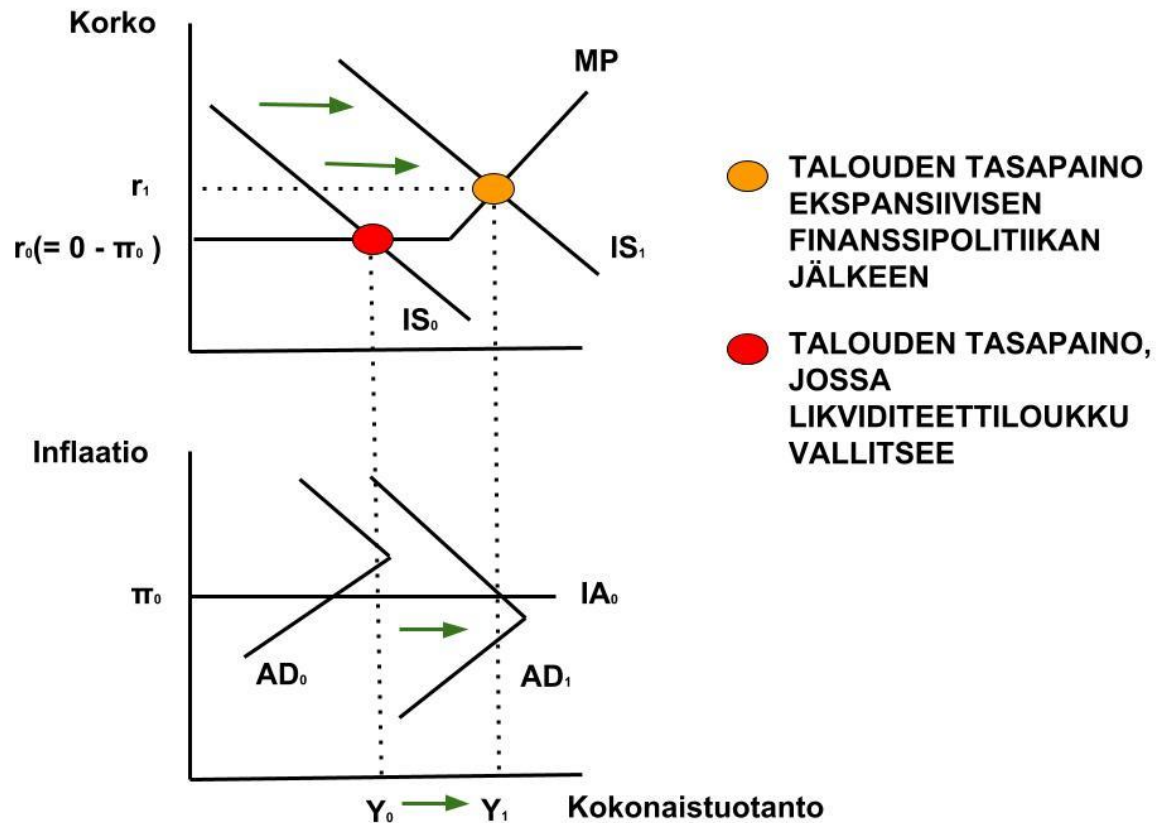 Korko
MP
r₁
r₀(= 0 - π₀ )
IS₁
IS₀
TALOUDEN TASAPAINO
EKSPANSIIVISEN
FINANSSIPOLITIIKAN
JÄLKEEN
TALOUDEN TASAPAINO,
JOSSA
LIKVIDITEETTILOUKKU
VALLITSEE
Inflaatio
π₀
IA₀
AD₀
AD₁
Y₀
Y₁
Kokonaistuotanto